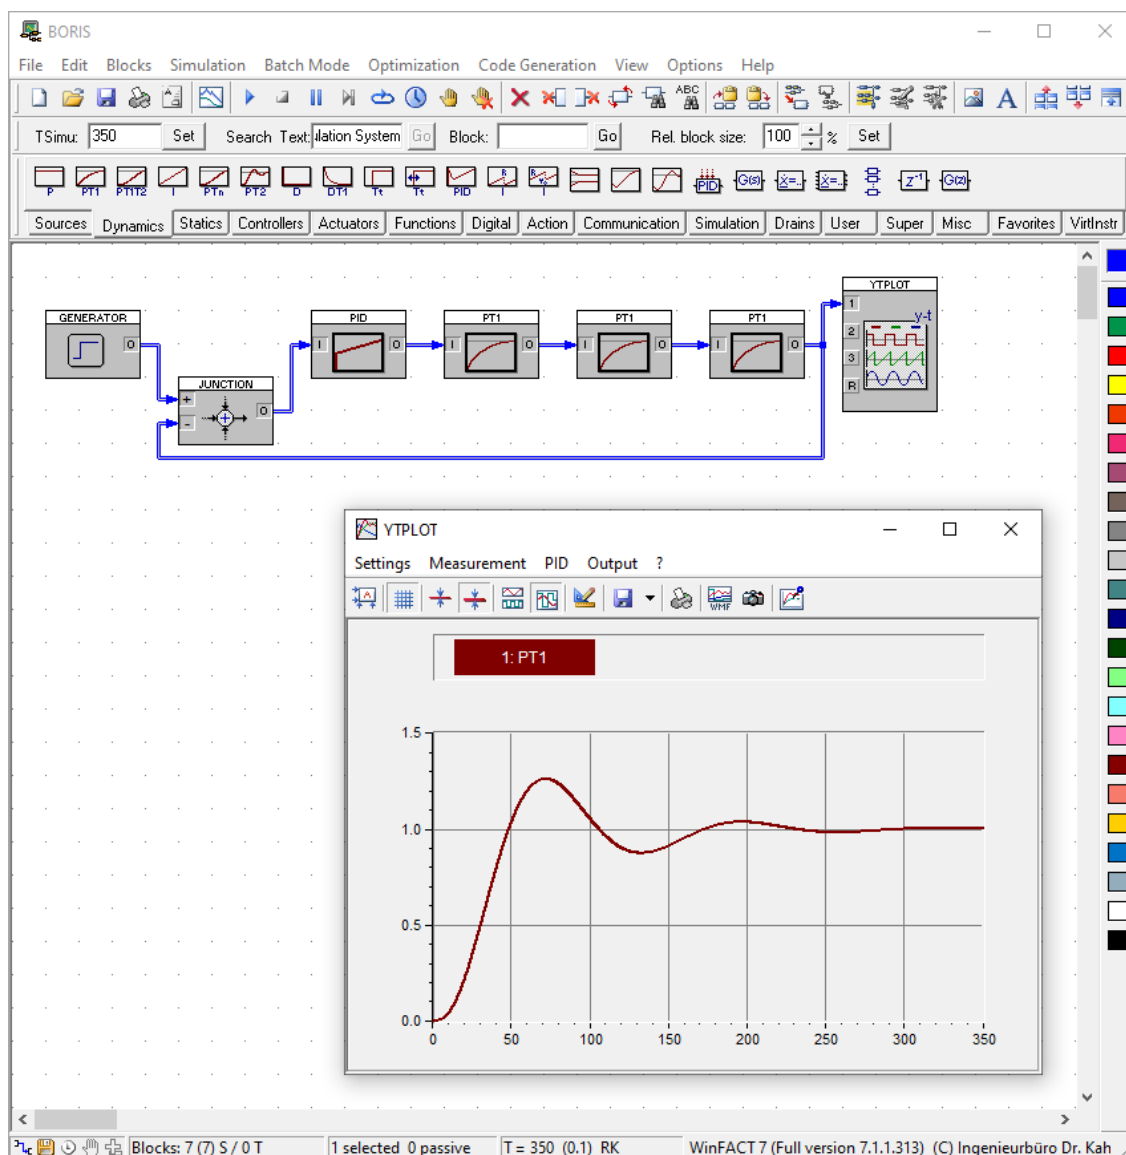 BORIS
File Edit Blocks Simulation Batch Mode Optimization Code Generation View Options Help
ABC
TSimu: 350 Set Search Text: ulation System Go Block: Go Rel. block size: 100 % Set
P PT1 PT1T2 I PTn PT2 D DT1 Tt Tt PID PID G(s) Z⁻¹ G(z)
Sources Dynamics Statics Controllers Actuators Functions Digital Action Communication Simulation Drains User Super Misc Favorites VirtInstr
YTPLOT
1
2
3
R
y-t
GENERATOR
O
PID
I O
PT1
I O
PT1
I O
PT1
I O
JUNCTION
+
-
O
YTPLOT
Settings Measurement PID Output ?
A WMF
1: PT1
1.5
1.0
0.5
0.0
0 50 100 150 200 250 300 350
Blocks: 7 (7) S / 0 T 1 selected 0 passive T = 350 (0.1) RK WinFACT 7 (Full version 7.1.1.313) (C) Ingenieurbüro Dr. Kah